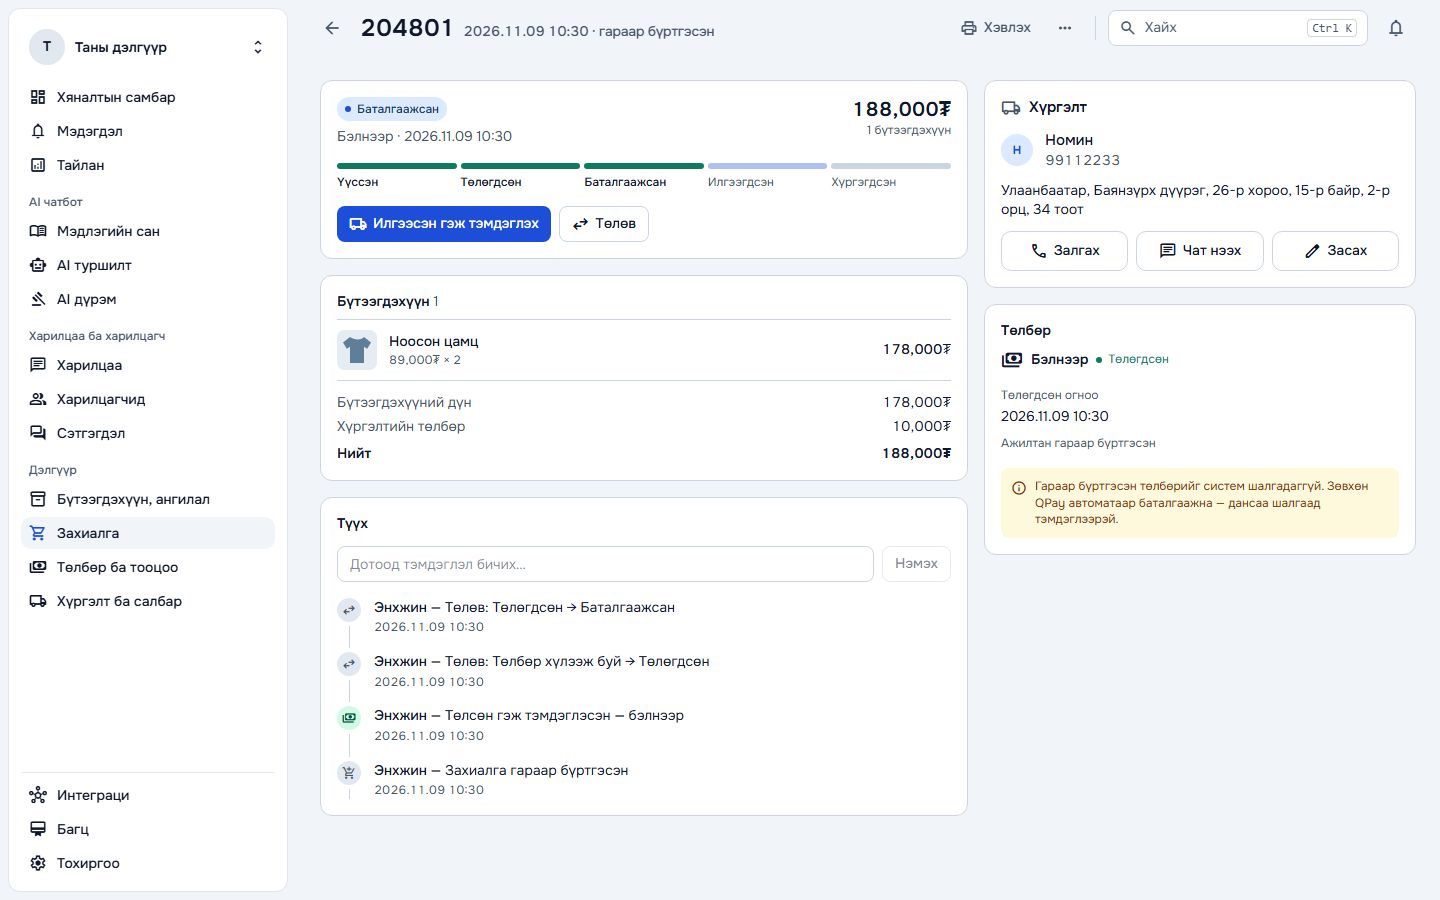 Т Таны дэлгүүр
Хяналтын самбар
Мэдэгдэл
Тайлан
AI чатбот
Мэдлэгийн сан
AI туршилт
AI дүрэм
Харилцаа ба харилцагч
Харилцаа
Харилцагчид
Сэтгэгдэл
Дэлгүүр
Бүтээгдэхүүн, ангилал
Захиалга
Төлбөр ба тооцоо
Хүргэлт ба салбар
Интеграци
Багц
Тохиргоо
204801 2026.11.09 10:30 · гараар бүртгэсэн
Хэвлэх
Хайх Ctrl K
Баталгаажсан
188,000₮
Бэлнээр · 2026.11.09 10:30
1 бүтээгдэхүүн
Үүссэн Төлөгдсөн Баталгаажсан Илгээгдсэн Хүргэгдсэн
Илгээсэн гэж тэмдэглэх Төлөв
Бүтээгдэхүүн 1
Ноосон цамц
89,000₮ × 2
178,000₮
Бүтээгдэхүүний дүн 178,000₮
Хүргэлтийн төлбөр 10,000₮
Нийт 188,000₮
Түүх
Дотоод тэмдэглэл бичих... Нэмэх
Энхжин — Төлөв: Төлөгдсөн → Баталгаажсан
2026.11.09 10:30
Энхжин — Төлөв: Төлбөр хүлээж буй → Төлөгдсөн
2026.11.09 10:30
Энхжин — Төлсөн гэж тэмдэглэсэн — бэлнээр
2026.11.09 10:30
Энхжин — Захиалга гараар бүртгэсэн
2026.11.09 10:30
Хүргэлт
Н Номин
99112233
Улаанбаатар, Баянзүрх дүүрэг, 26-р хороо, 15-р байр, 2-р
орц, 34 тоот
Залгах Чат нээх Засах
Төлбөр
Бэлнээр Төлөгдсөн
Төлөгдсөн огноо
2026.11.09 10:30
Ажилтан гараар бүртгэсэн
Гараар бүртгэсэн төлбөрийг систем шалгадаггүй. Зөвхөн
QPay автоматаар баталгаажна — дансаа шалгаад
тэмдэглээрэй.